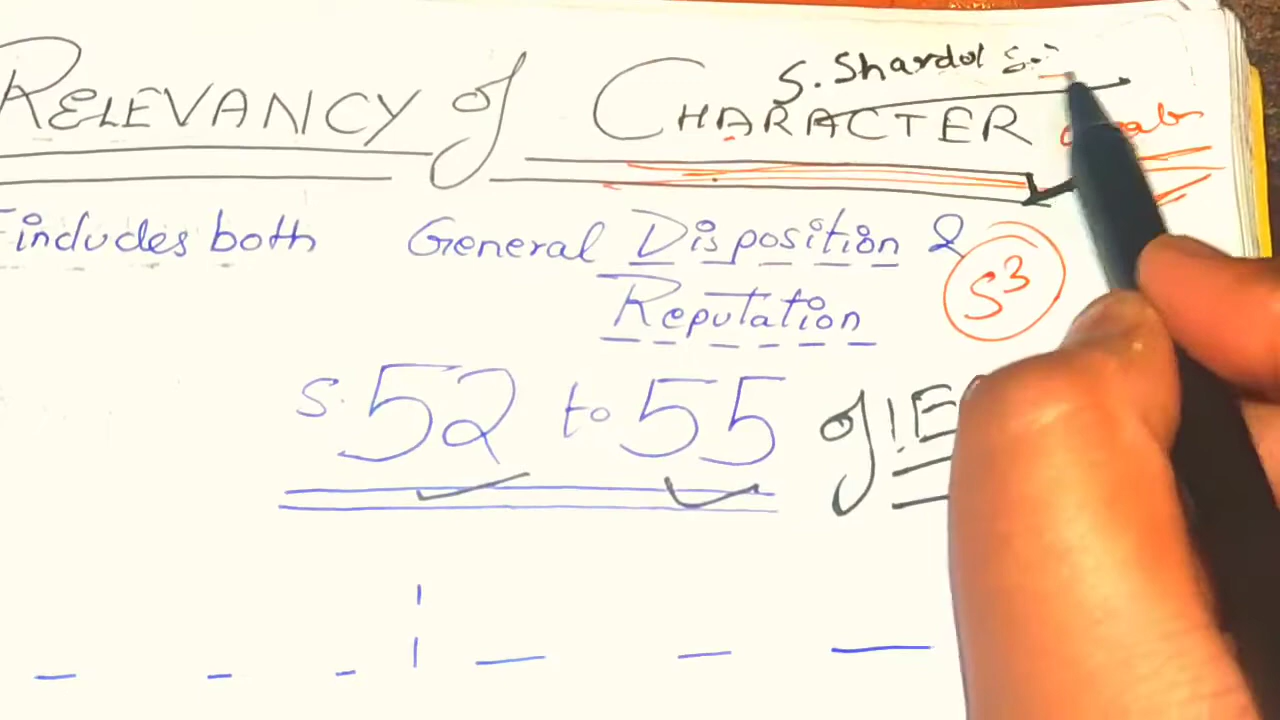 S. Shardol S.
RELEVANCY of CHARACTER
includes both General Disposition &
Reputation
S3
S. 52 to 55 of IE